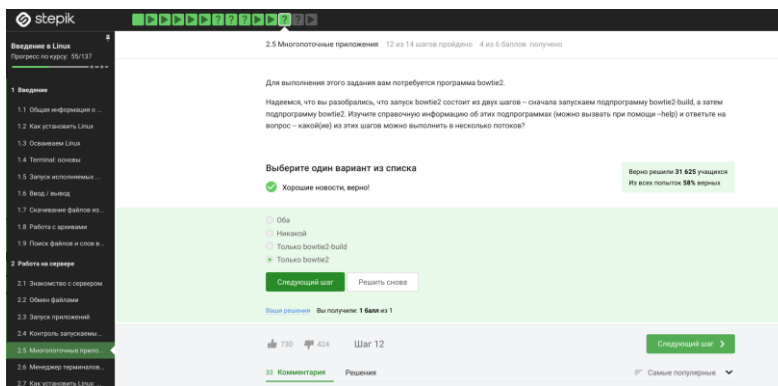 stepik
Введение в Linux
Прогресс по курсу: 55/137
1 Введение
1.1 Общая информация о ...
1.2 Как установить Linux
1.3 Осваиваем Linux
1.4 Terminal: основы
1.5 Запуск исполняемых ...
1.6 Ввод / вывод
1.7 Скачивание файлов из...
1.8 Работа с архивами
1.9 Поиск файлов и слов в...
2 Работа на сервере
2.1 Знакомство с сервером
2.2 Обмен файлами
2.3 Запуск приложений
2.4 Контроль запускаемы...
2.5 Многопоточные прило...
2.6 Менеджер терминалов...
2.7 Как установить Linux: ...
2.5 Многопоточные приложения 12 из 14 шагов пройдено 4 из 6 баллов получено
Для выполнения этого задания вам потребуется программа bowtie2.
Надеемся, что вы разобрались, что запуск bowtie2 состоит из двух шагов – сначала запускаем подпрограмму bowtie2-build, а затем
подпрограмму bowtie2. Изучите справочную информацию об этих подпрограммах (можно вызвать при помощи –help) и ответьте на
вопрос – какой(ие) из этих шагов можно выполнить в несколько потоков?
Выберите один вариант из списка
Хорошие новости, верно!
Верно решили 31 625 учащихся
Из всех попыток 58% верных
Оба
Никакой
Только bowtie2-build
Только bowtie2
Следующий шаг Решить снова
Ваши решения Вы получили: 1 балл из 1
730 424 Шаг 12 Следующий шаг
33 Комментария Решения Самые популярные